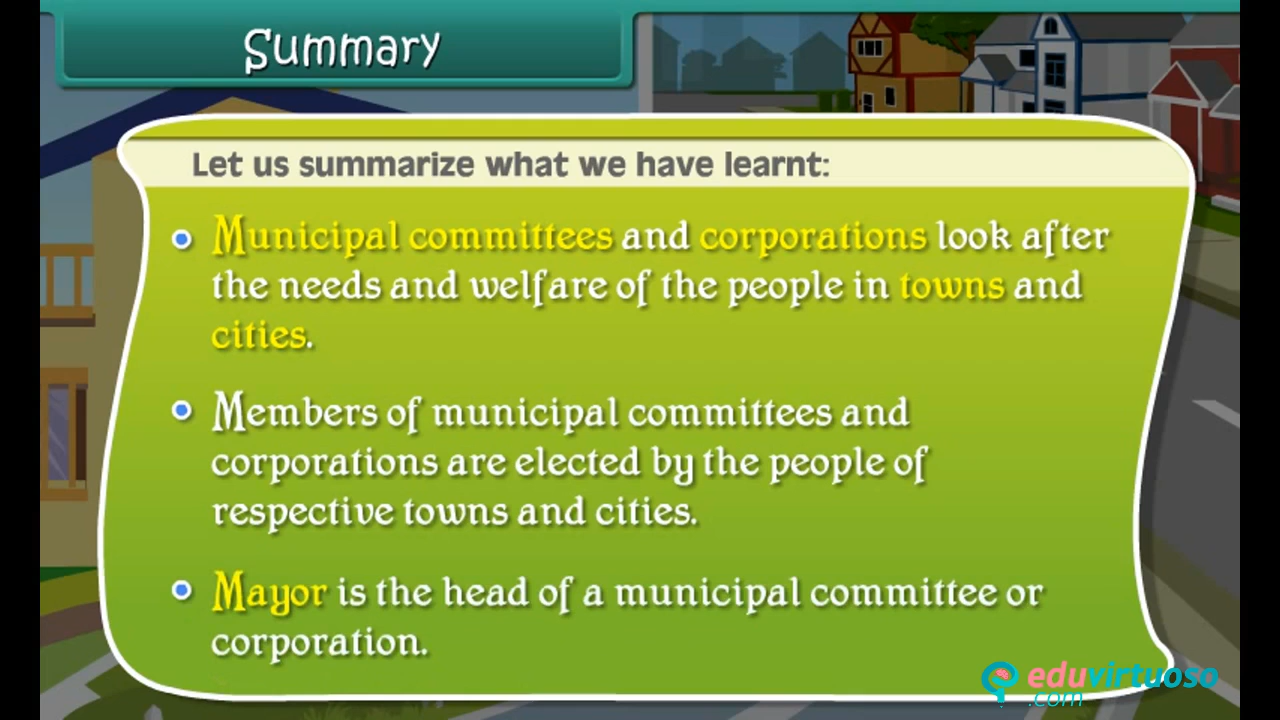 Summary
Let us summarize what we have learnt:
Municipal committees and corporations look after
the needs and welfare of the people in towns and
cities.
Members of municipal committees and
corporations are elected by the people of
respective towns and cities.
Mayor is the head of a municipal committee or
corporation.
eduvirtuoso
.com